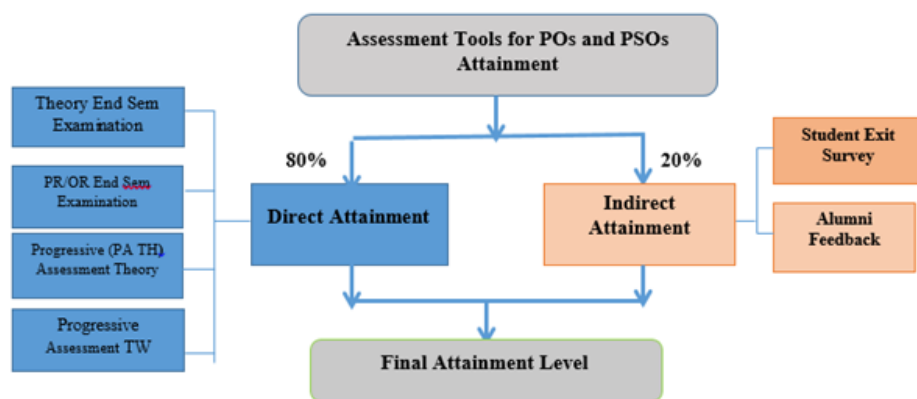 Assessment Tools for POs and PSOs
Attainment
Theory End Sem
Examination
PR/OR End Sem
Examination
Progressive (PA TH)
Assessment Theory
Progressive
Assessment TW
80%
Direct Attainment
20%
Indirect
Attainment
Student Exit
Survey
Alumni
Feedback
Final Attainment Level